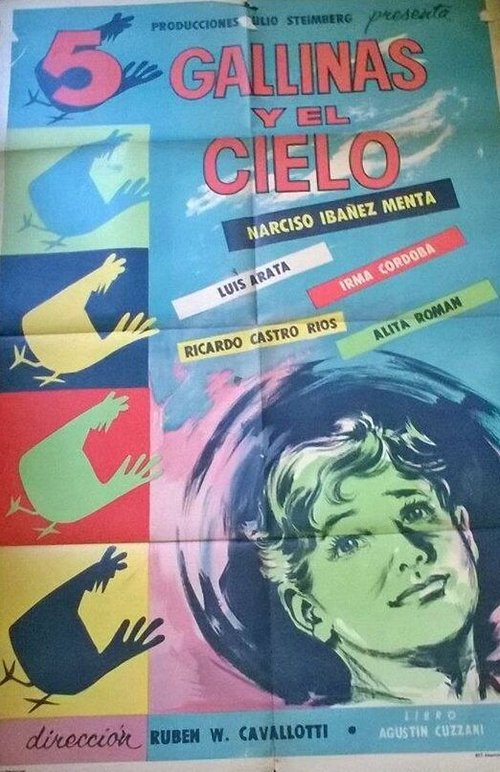 PRODUCCIONES JULIO STEIMBERG presenta
5 GALLINAS
Y EL
CIELO
NARCISO IBAÑEZ MENTA
LUIS ARATA
IRMA CORDOBA
RICARDO CASTRO RIOS
ALITA ROMAN
dirección RUBEN W. CAVALLOTTI •
LIBRO
AGUSTIN CUZZANI